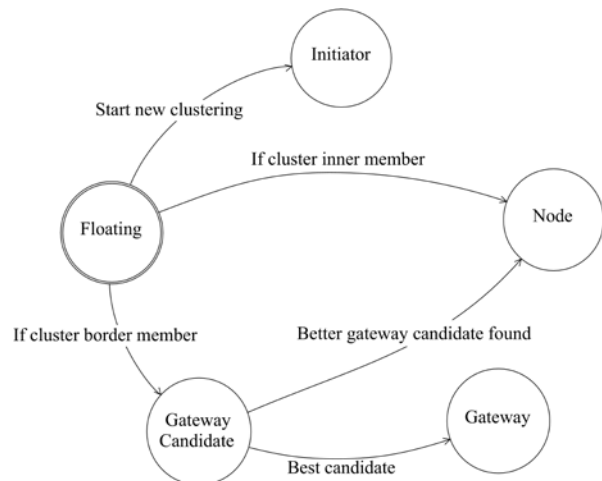 Initiator
Start new clustering
If cluster inner member
Floating
Node
If cluster border member
Better gateway candidate found
Gateway
Candidate
Gateway
Best candidate